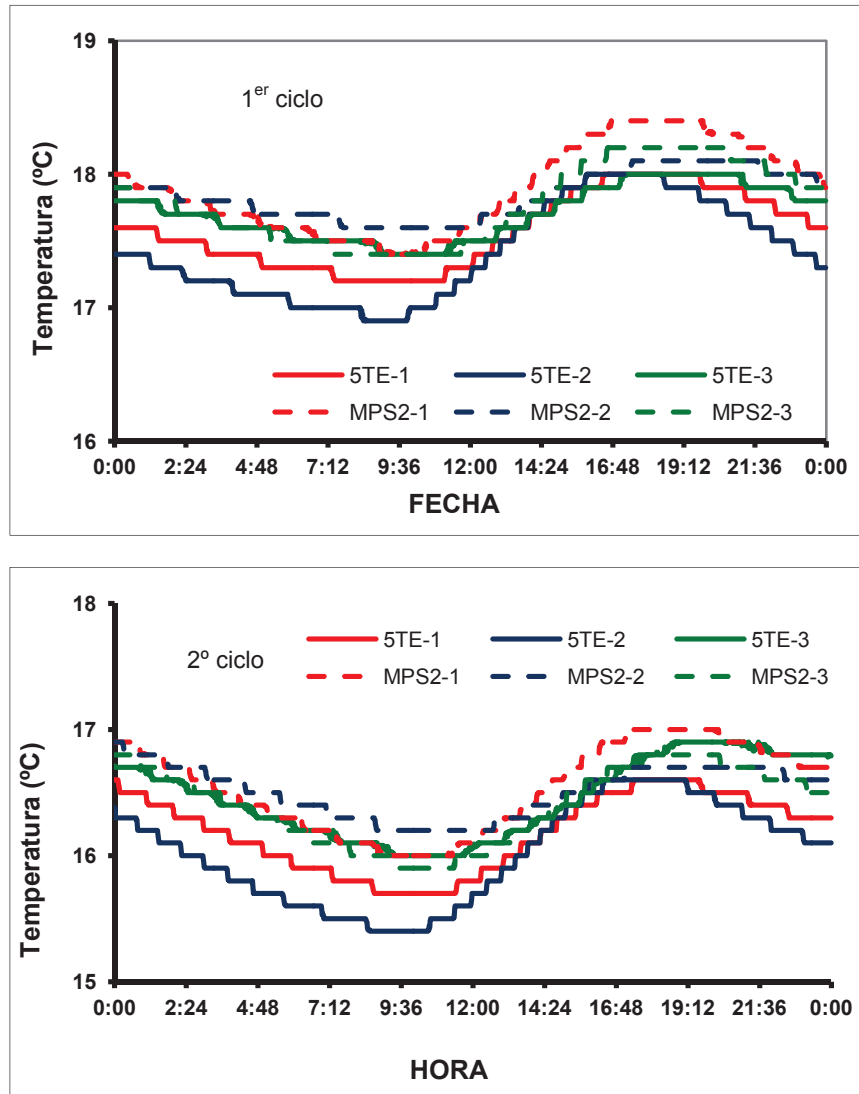 19
1er ciclo
18
Temperatura (ºC)
17
5TE-1 5TE-2 5TE-3
MPS2-1 MPS2-2 MPS2-3
16
0:00 2:24 4:48 7:12 9:36 12:00 14:24 16:48 19:12 21:36 0:00
FECHA
18
5TE-1 5TE-2 5TE-3
2º ciclo
MPS2-1 MPS2-2 MPS2-3
17
Temperatura (ºC)
16
15
0:00 2:24 4:48 7:12 9:36 12:00 14:24 16:48 19:12 21:36 0:00
HORA